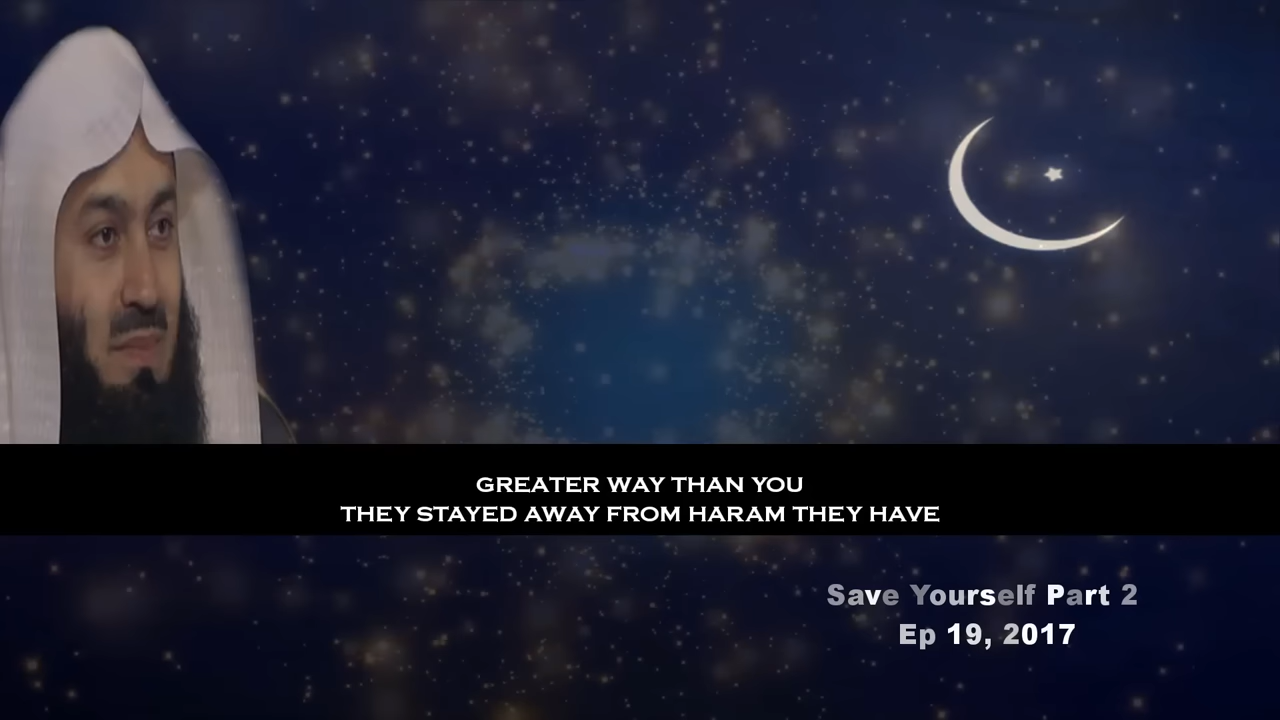 GREATER WAY THAN YOU
THEY STAYED AWAY FROM HARAM THEY HAVE
Save Yourself Part 2
Ep 19, 2017